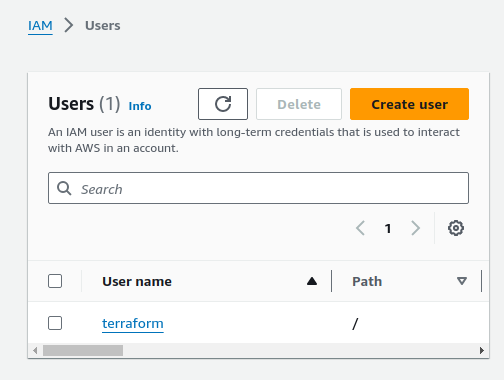 IAM > Users
Users (1) Info Delete Create user
An IAM user is an identity with long-term credentials that is used to interact
with AWS in an account.
Search
1
User name Path
terraform /